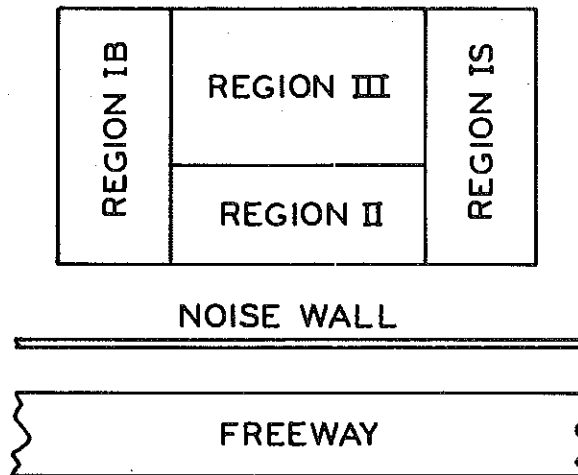 REGION IB
REGION III
REGION II
REGION IS
NOISE WALL
FREEWAY